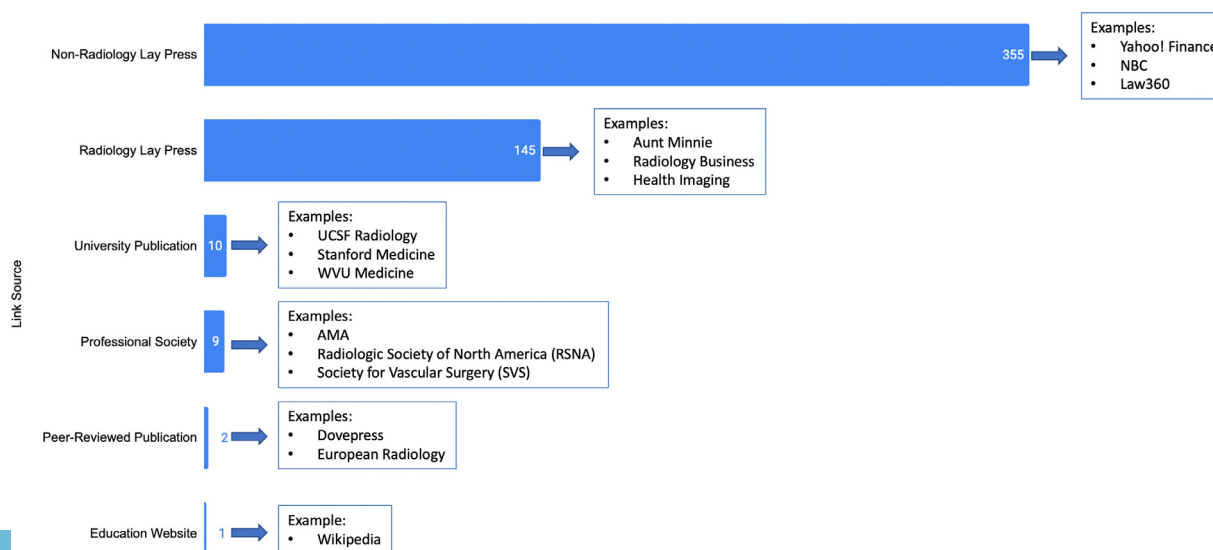 Link Source
Non-Radiology Lay Press
355
Examples:
• Yahoo! Finance
• NBC
• Law360
Radiology Lay Press
145
Examples:
• Aunt Minnie
• Radiology Business
• Health Imaging
University Publication
10
Examples:
• UCSF Radiology
• Stanford Medicine
• WVU Medicine
Professional Society
9
Examples:
• AMA
• Radiologic Society of North America (RSNA)
• Society for Vascular Surgery (SVS)
Peer-Reviewed Publication
2
Examples:
• Dovepress
• European Radiology
Education Website
1
Example:
• Wikipedia